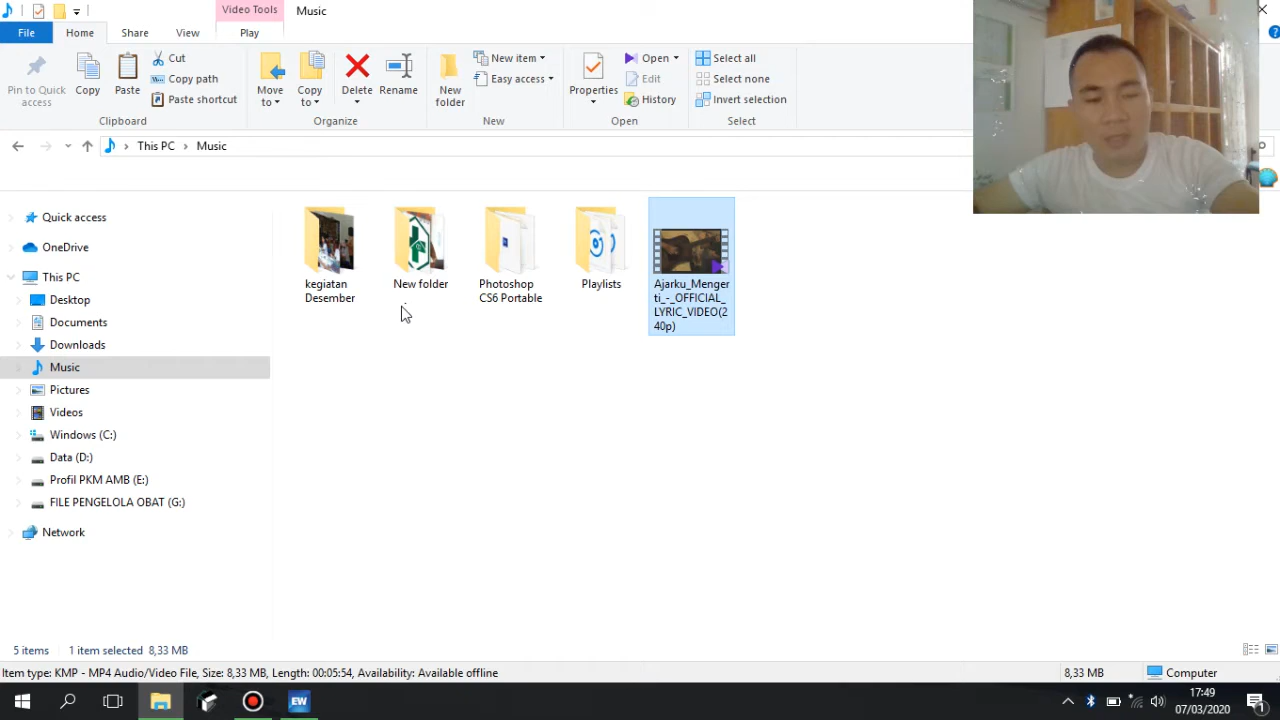 Video Tools
Music
File
Home
Share
View
Play
Pin to Quick access
Copy
Paste
Cut
Copy path
Paste shortcut
Clipboard
Move to
Copy to
Delete
Rename
Organize
New folder
New item
Easy access
New
Properties
Open
Edit
History
Open
Select all
Select none
Invert selection
Select
This PC
Music
Quick access
OneDrive
This PC
Desktop
Documents
Downloads
Music
Pictures
Videos
Windows (C:)
Data (D:)
Profil PKM AMB (E:)
FILE PENGELOLA OBAT (G:)
Network
kegiatan
Desember
New folder
Photoshop
CS6 Portable
Playlists
Ajarku_Menger
ti_-_OFFICIAL_
LYRIC_VIDEO(2
40p)
5 items
1 item selected 8,33 MB
Item type: KMP - MP4 Audio/Video File, Size: 8,33 MB, Length: 00:05:54, Availability: Available offline
8,33 MB
Computer
EW
17:49
07/03/2020
1